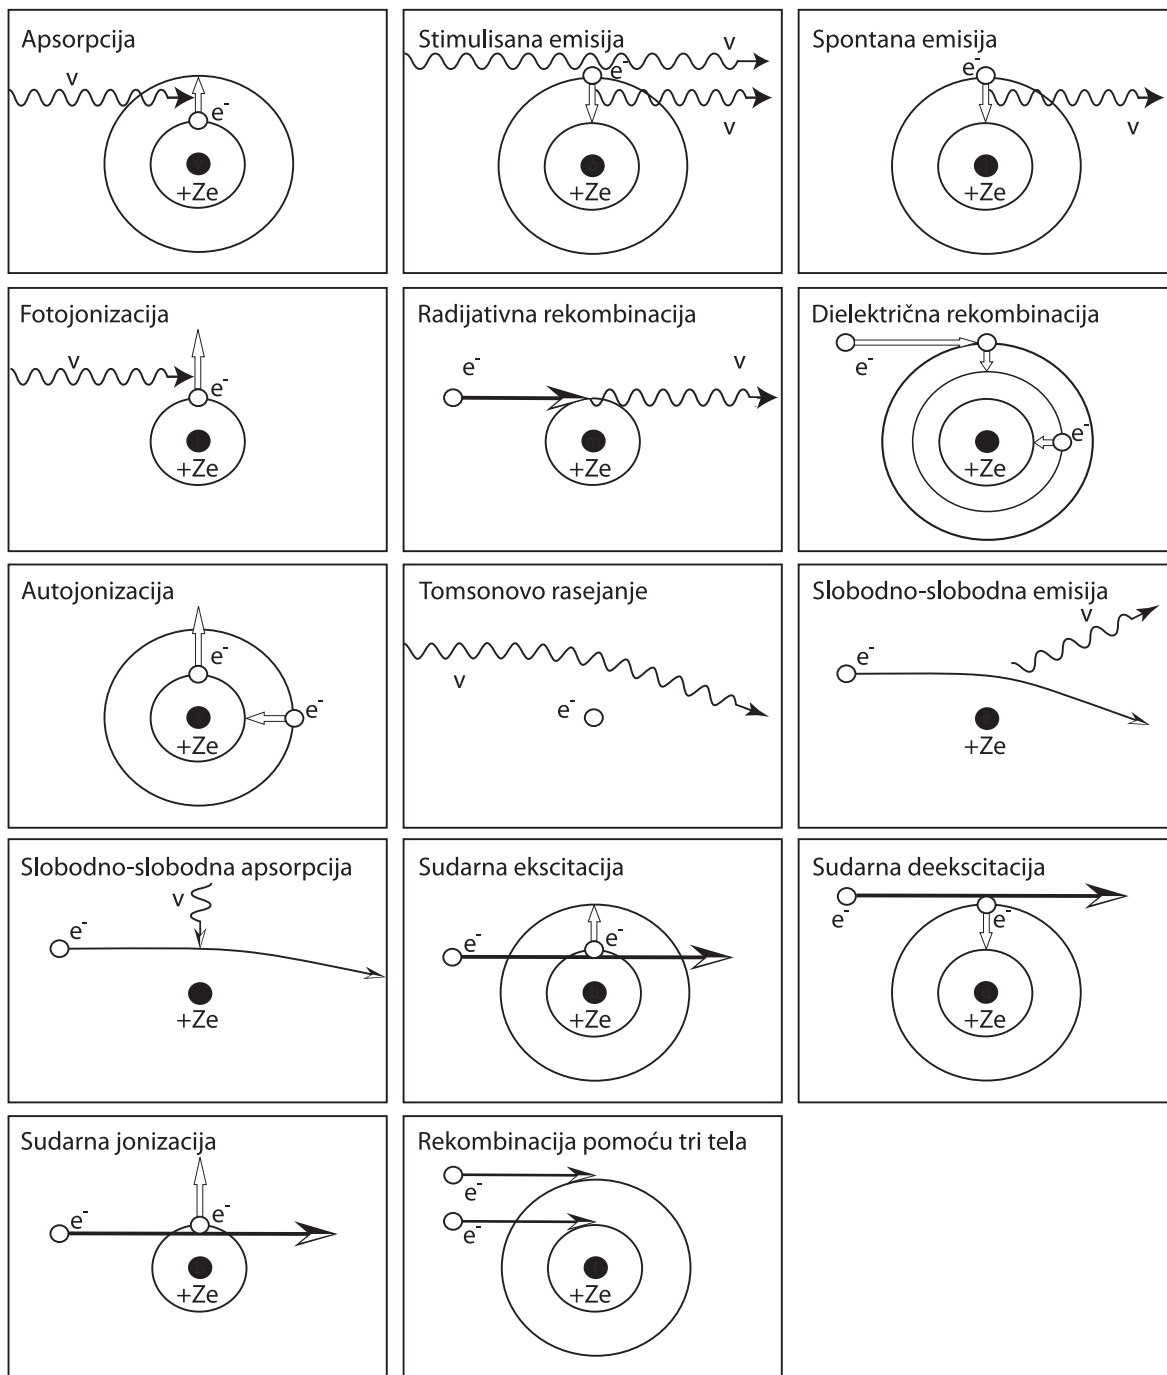 Apsorpcija
ν
e-
+Ze
Stimulisana emisija
ν
e-
ν
+Ze
Spontana emisija
e-
ν
+Ze
Fotojonizacija
ν
e-
+Ze
Radijativna rekombinacija
ν
e-
+Ze
Dielektrična rekombinacija
e-
e-
+Ze
Autojonizacija
e-
e-
+Ze
Tomsonovo rasejanje
ν
e-
Slobodno-slobodna emisija
ν
e-
+Ze
Slobodno-slobodna apsorpcija
ν
e-
+Ze
Sudarna ekscitacija
e-
e-
+Ze
Sudarna deekscitacija
e-
e-
+Ze
Sudarna jonizacija
e-
e-
+Ze
Rekombinacija pomoću tri tela
e-
e-
+Ze